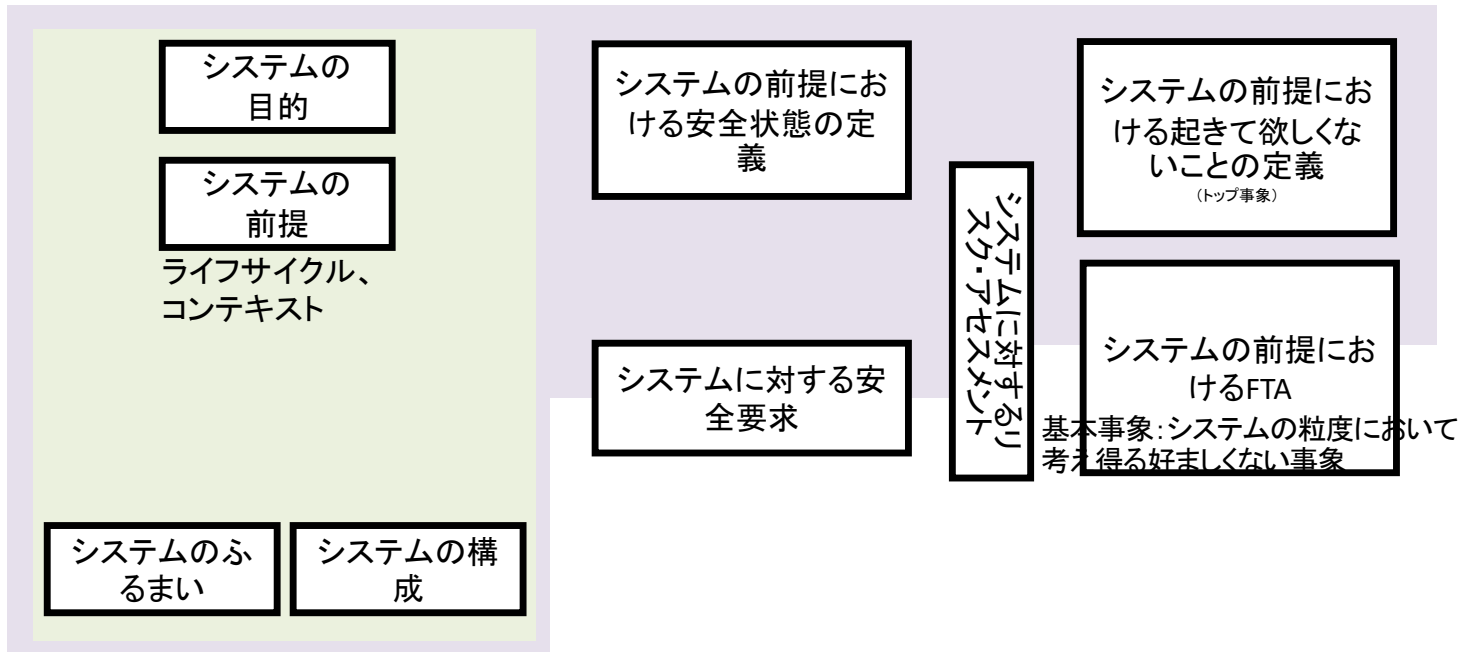 システムの
目的
システムの
前提
ライフサイクル、
コンテキスト
システムのふ
るまい
システムの構
成
システムの前提にお
ける安全状態の定
義
システムに対する安
全要求
システムに対するリ
スク・アセスメント
システムの前提にお
ける起きて欲しくな
いことの定義
（トップ事象）
システムの前提にお
けるFTA
基本事象：システムの粒度において
考え得る好ましくない事象